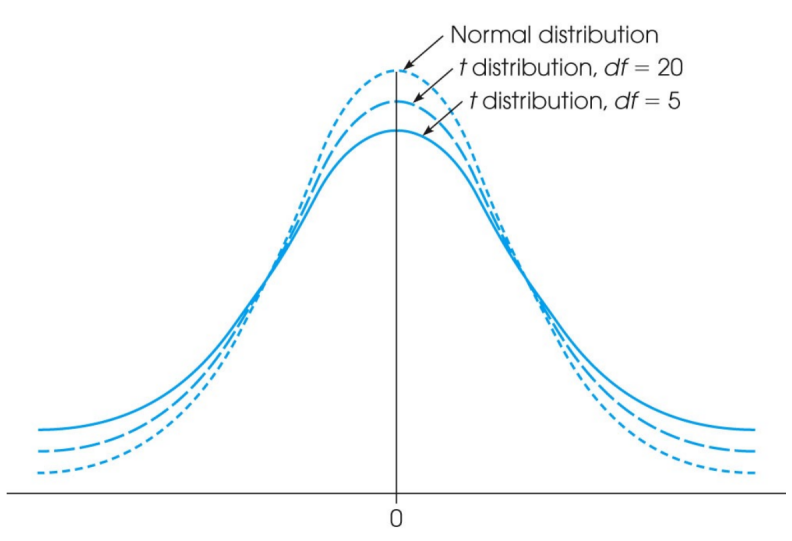 Normal distribution
t distribution, df = 20
t distribution, df = 5
0